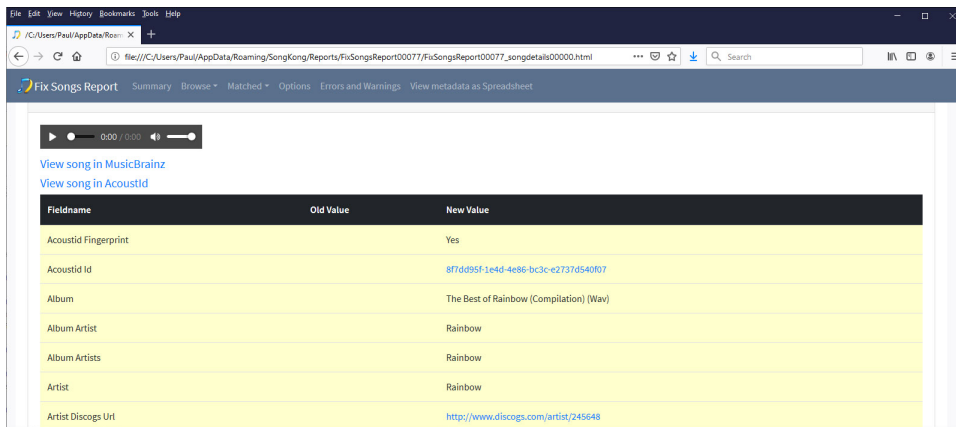 File Edit View History Bookmarks Tools Help
/C:/Users/Paul/AppData/Roam
file:///C:/Users/Paul/AppData/Roaming/SongKong/Reports/FixSongsReport00077/FixSongsReport00077_songdetails00000.html
Search
Fix Songs Report Summary Browse Matched Options Errors and Warnings View metadata as Spreadsheet
0:00 / 0:00
View song in MusicBrainz
View song in AcoustId
Fieldname Old Value New Value
Acoustid Fingerprint Yes
Acoustid Id 8f7dd95f-1e4d-4e86-bc3c-e2737d540f07
Album The Best of Rainbow (Compilation) (Wav)
Album Artist Rainbow
Album Artists Rainbow
Artist Rainbow
Artist Discogs Url http://www.discogs.com/artist/245648